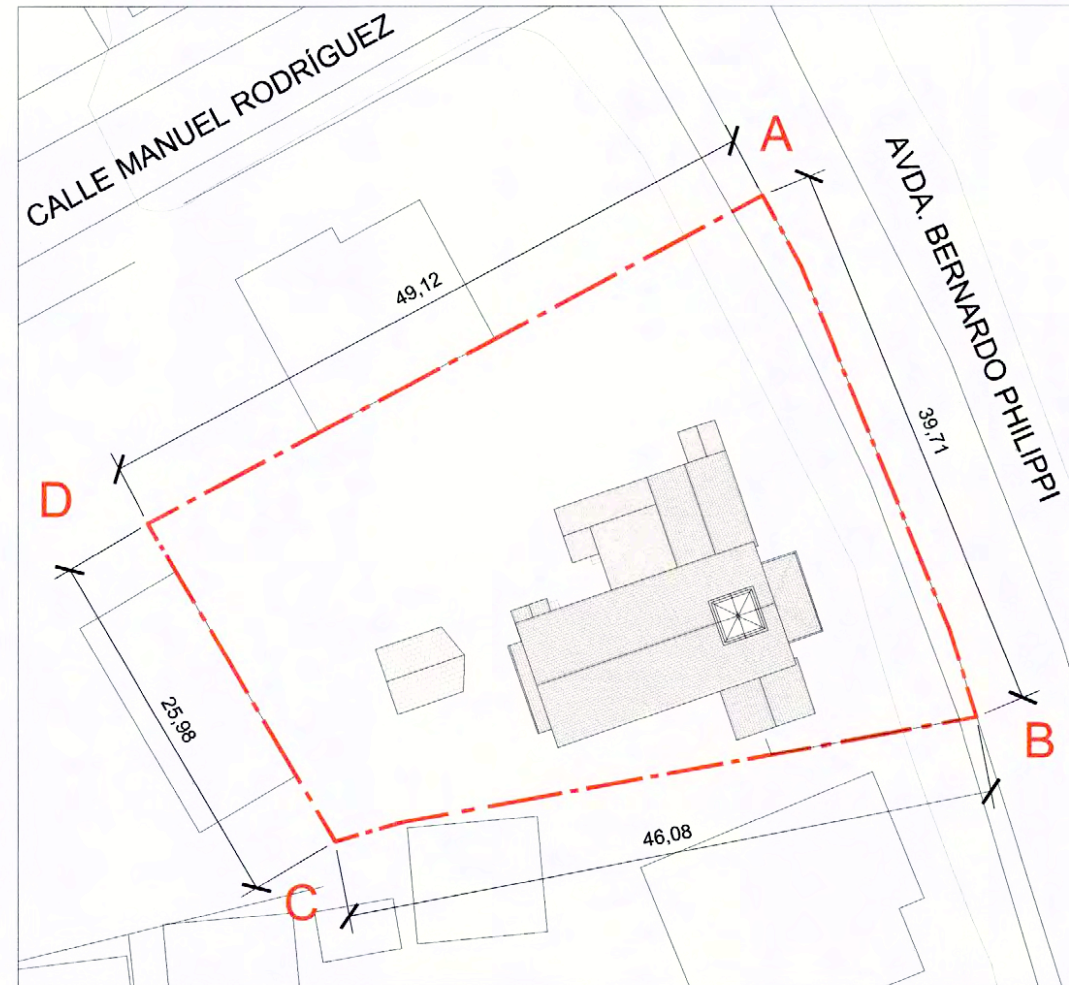 CALLE MANUEL RODRÍGUEZ
A
AVDA. BERNARDO PHILIPPI
49,12
39,71
D
25,98
B
46,08
C